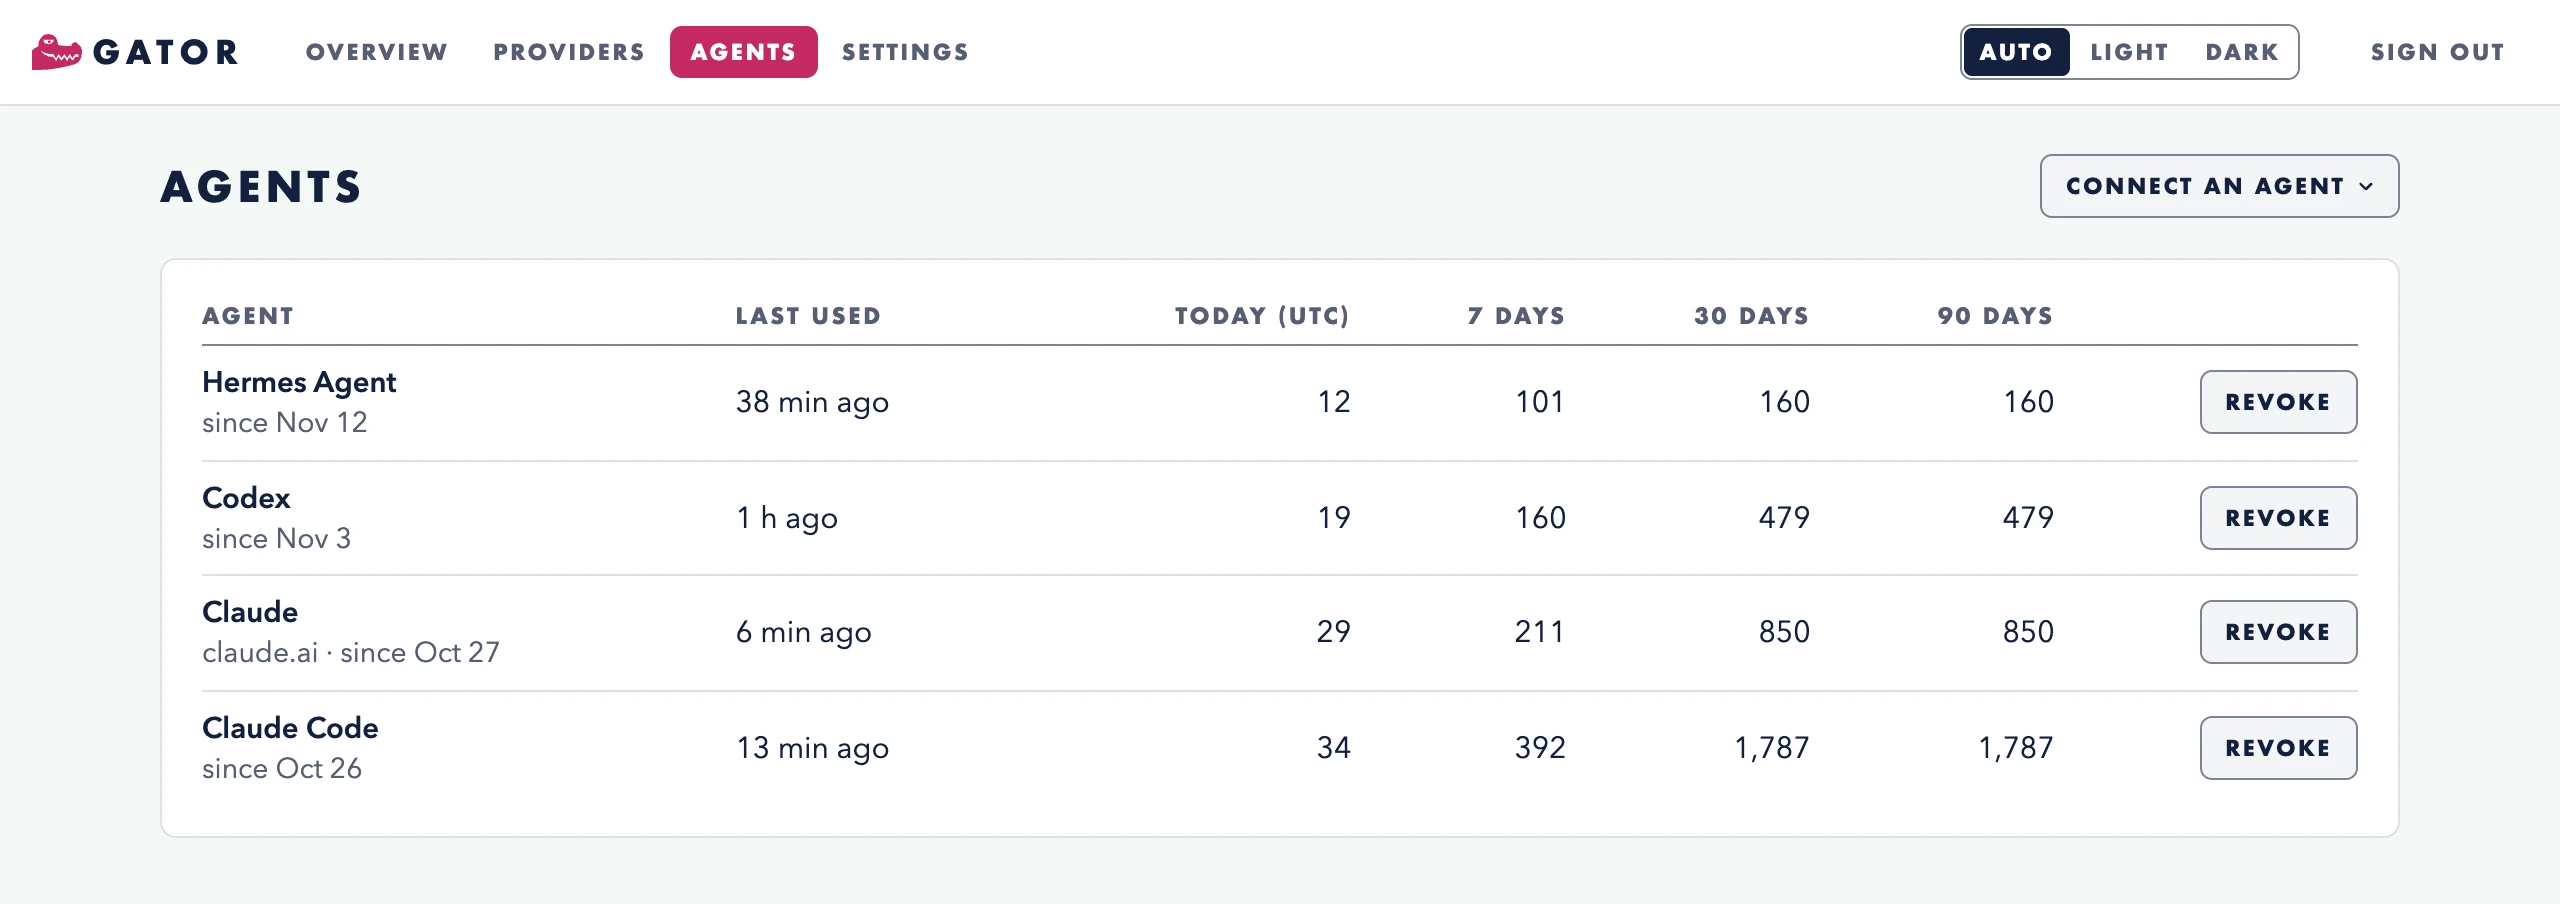 GATOR OVERVIEW PROVIDERS AGENTS SETTINGS AUTO LIGHT DARK SIGN OUT
AGENTS CONNECT AN AGENT
AGENT LAST USED TODAY (UTC) 7 DAYS 30 DAYS 90 DAYS
Hermes Agent
since Nov 12
38 min ago 12 101 160 160 REVOKE
Codex
since Nov 3
1 h ago 19 160 479 479 REVOKE
Claude
claude.ai · since Oct 27
6 min ago 29 211 850 850 REVOKE
Claude Code
since Oct 26
13 min ago 34 392 1,787 1,787 REVOKE